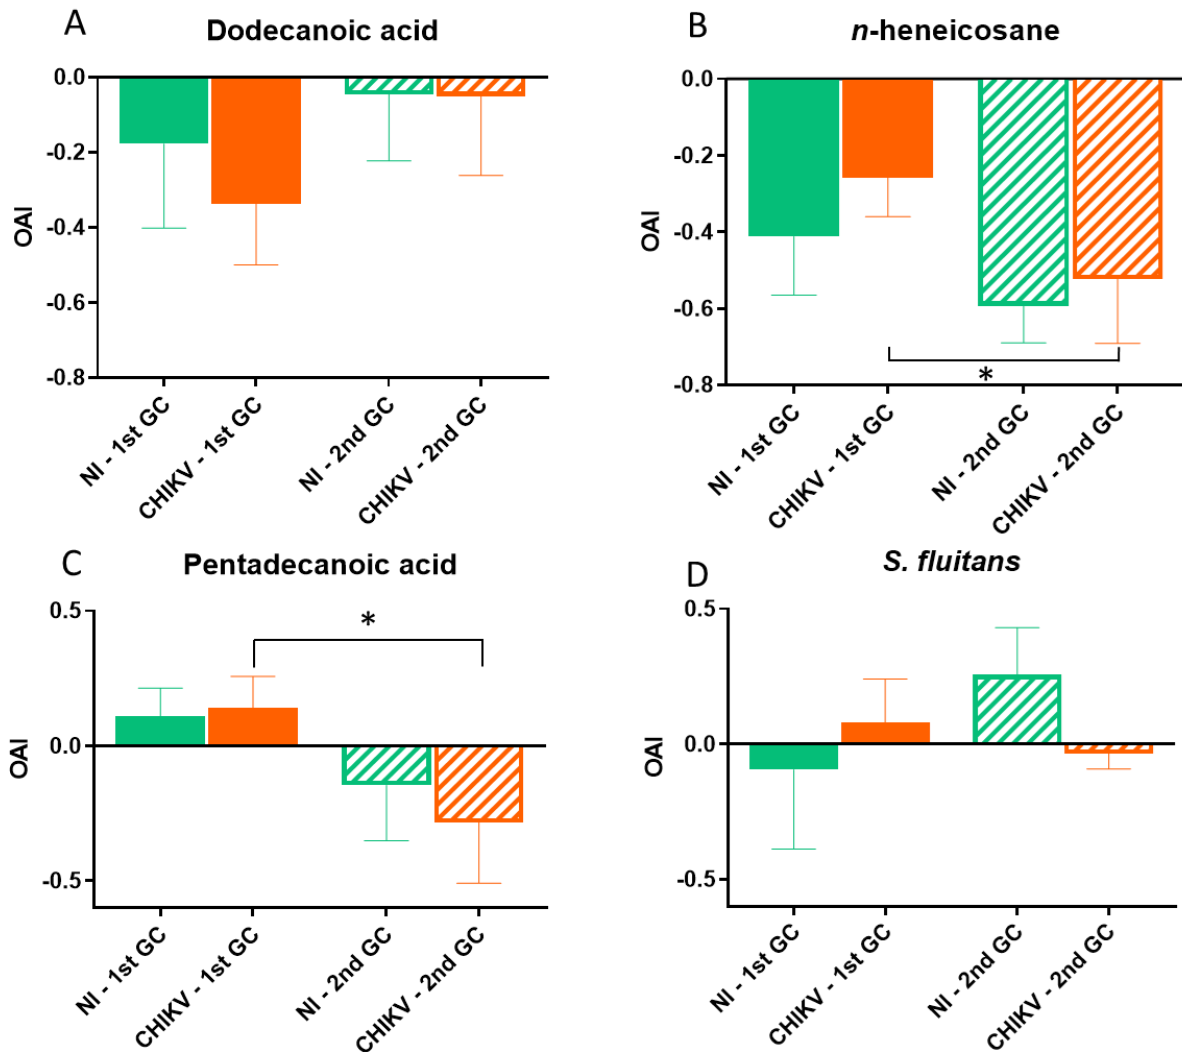 A
Dodecanoic acid
0.0
-0.2
-0.4
-0.6
-0.8
OAI
NI - 1st GC
CHIKV - 1st GC
NI - 2nd GC
CHIKV - 2nd GC
B
n-heneicosane
0.0
-0.2
-0.4
-0.6
-0.8
OAI
*
NI - 1st GC
CHIKV - 1st GC
NI - 2nd GC
CHIKV - 2nd GC
C
Pentadecanoic acid
0.5
0.0
-0.5
OAI
*
NI - 1st GC
CHIKV - 1st GC
NI - 2nd GC
CHIKV - 2nd GC
D
S. fluitans
0.5
0.0
-0.5
OAI
NI - 1st GC
CHIKV - 1st GC
NI - 2nd GC
CHIKV - 2nd GC